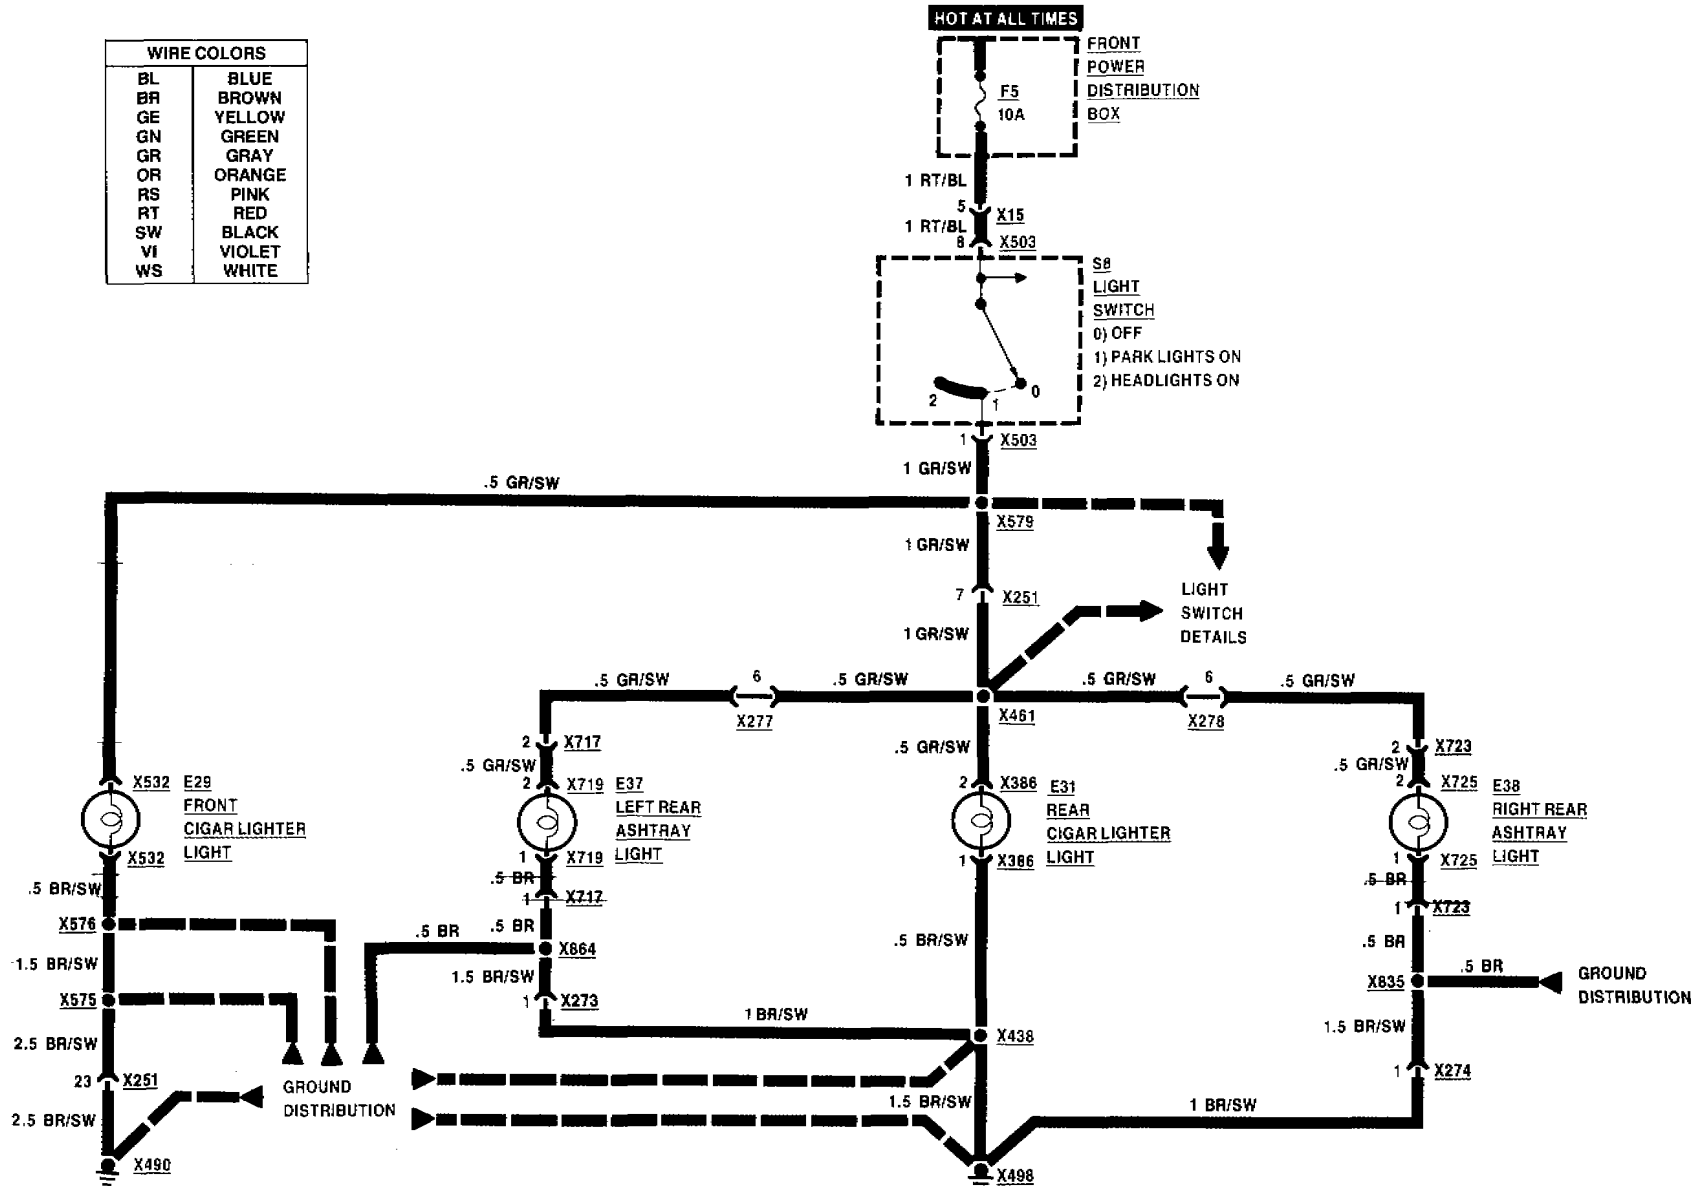 HOT AT ALL TIMES
FRONT
POWER
DISTRIBUTION
BOX
F5
10A
WIRE COLORS
BL BLUE
BR BROWN
GE YELLOW
GN GREEN
GR GRAY
OR ORANGE
RS PINK
RT RED
SW BLACK
VI VIOLET
WS WHITE
1 RT/BL
5 X15
1 RT/BL
8 X503
S8
LIGHT
SWITCH
0) OFF
1) PARK LIGHTS ON
2) HEADLIGHTS ON
2 1 0
1 X503
1 GR/SW
.5 GR/SW
X579
1 GR/SW
7 X251
LIGHT
SWITCH
DETAILS
1 GR/SW
.5 GR/SW 6 .5 GR/SW .5 GR/SW 6 .5 GR/SW
X277 X461 X278
2 X717 .5 GR/SW 2 X723
.5 GR/SW .5 GR/SW
X532 E29
FRONT
CIGAR LIGHTER
LIGHT
2 X719 E37
LEFT REAR
ASHTRAY
LIGHT
2 X386 E31
REAR
CIGAR LIGHTER
LIGHT
2 X725 E38
RIGHT REAR
ASHTRAY
LIGHT
X532 1 X719 1 X386 1 X725
.5 BR/SW .5 BR .5 BR
1 X717 1 X723
X576 .5 BR .5 BR X864 .5 BR/SW .5 BR
1.5 BR/SW 1.5 BR/SW X835 .5 BR
GROUND
DISTRIBUTION
X575 1 X273
1 BR/SW
1.5 BR/SW
2.5 BR/SW X438
23 X251 1 X274
GROUND
DISTRIBUTION
1.5 BR/SW 1 BR/SW
2.5 BR/SW
X490 X498